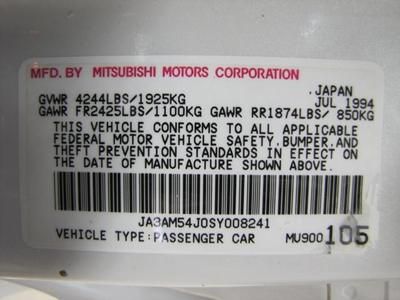 MFD. BY MITSUBISHI MOTORS CORPORATION
JAPAN
GVWR 4244LBS/1925KG JUL 1994
GAWR FR2425LBS/1100KG GAWR RR1874LBS/ 850KG
THIS VEHICLE CONFORMS TO ALL APPLICABLE
FEDERAL MOTOR VEHICLE SAFETY, BUMPER, AND
THEFT PREVENTION STANDARDS IN EFFECT ON
THE DATE OF MANUFACTURE SHOWN ABOVE.
JA3AM54J0SY008241
VEHICLE TYPE:PASSENGER CAR MU900105